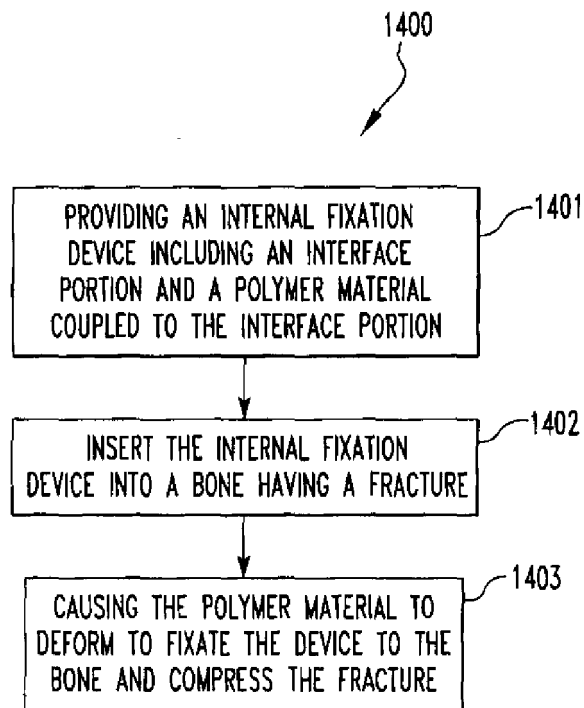 1400
PROVIDING AN INTERNAL FIXATION
DEVICE INCLUDING AN INTERFACE
PORTION AND A POLYMER MATERIAL
COUPLED TO THE INTERFACE PORTION
1401
INSERT THE INTERNAL FIXATION
DEVICE INTO A BONE HAVING A FRACTURE
1402
CAUSING THE POLYMER MATERIAL TO
DEFORM TO FIXATE THE DEVICE TO THE
BONE AND COMPRESS THE FRACTURE
1403